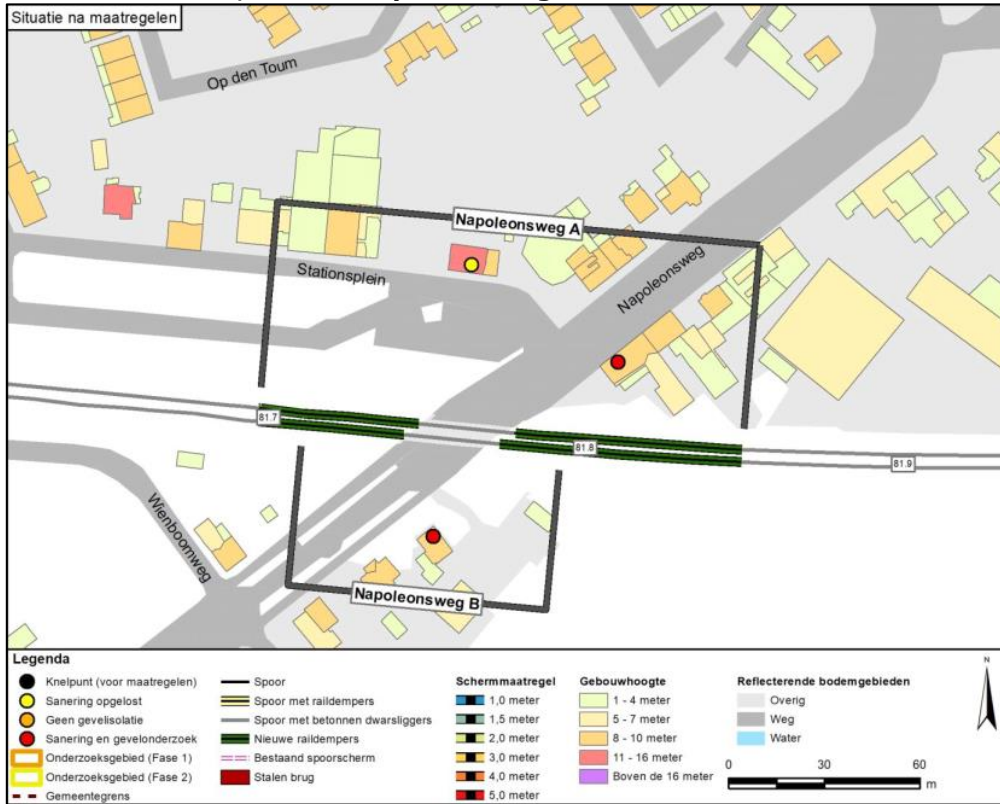 Situatie na maatregelen
Op den Toum
Napoleonsweg A
Stationsplein
Napoleonsweg
81.7
81.8
81.9
Wienboomweg
Napoleonsweg B
Legenda
Knelpunt (voor maatregelen)
Sanering opgelost
Geen gevelisolatie
Sanering en gevelonderzoek
Onderzoeksgebied (Fase 1)
Onderzoeksgebied (Fase 2)
Gemeentegrens
Spoor
Spoor met raildempers
Spoor met betonnen dwarsliggers
Nieuwe raildempers
Bestaand spoorscherm
Stalen brug
Schermmaatregel
1,0 meter
1,5 meter
2,0 meter
3,0 meter
4,0 meter
5,0 meter
Gebouwhoogte
1 - 4 meter
5 - 7 meter
8 - 10 meter
11 - 16 meter
Boven de 16 meter
Reflecterende bodemgebieden
Overig
Weg
Water
N
0 30 60
m